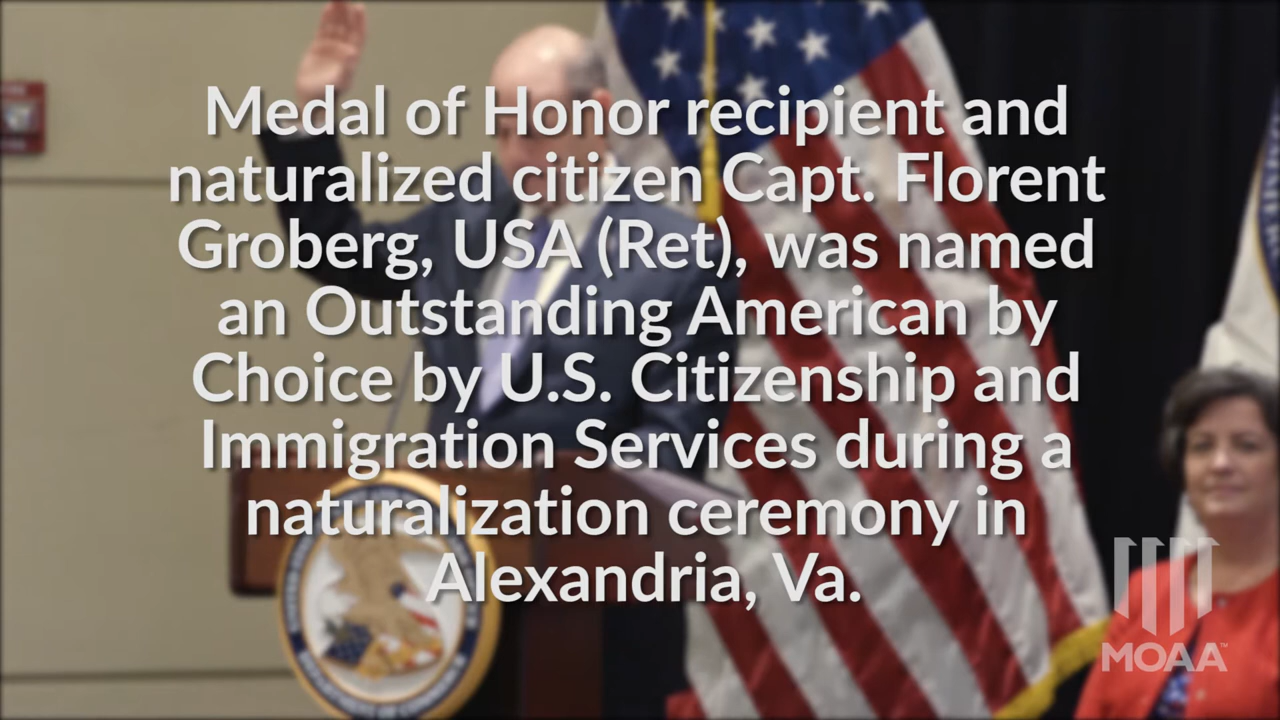 Medal of Honor recipient and
naturalized citizen Capt. Florent
Groberg, USA (Ret), was named
an Outstanding American by
Choice by U.S. Citizenship and
Immigration Services during a
naturalization ceremony in
Alexandria, Va.
MOAA™